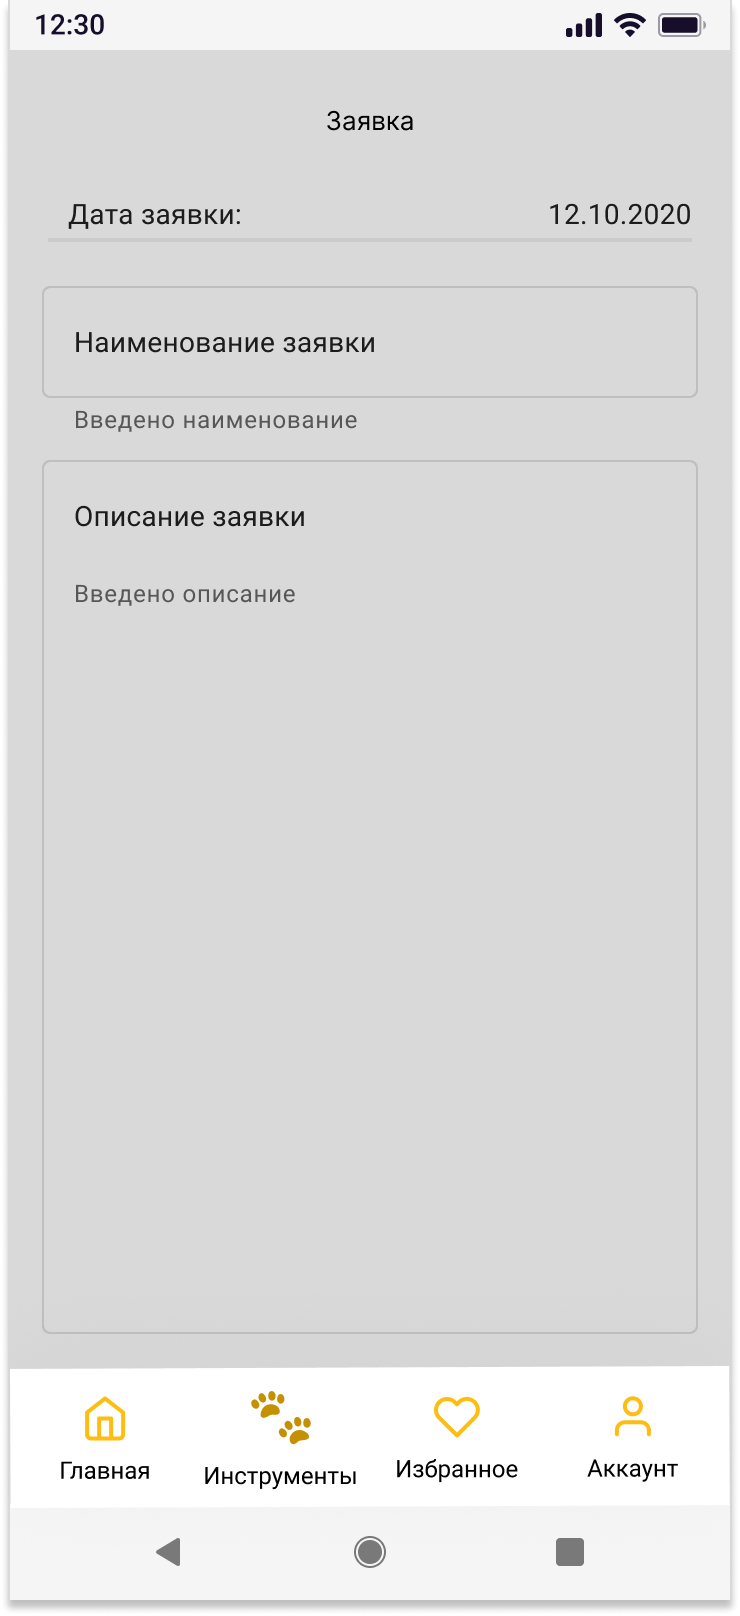 12:30
Заявка
Дата заявки: 12.10.2020
Наименование заявки
Введено наименование
Описание заявки
Введено описание
Главная Инструменты Избранное Аккаунт